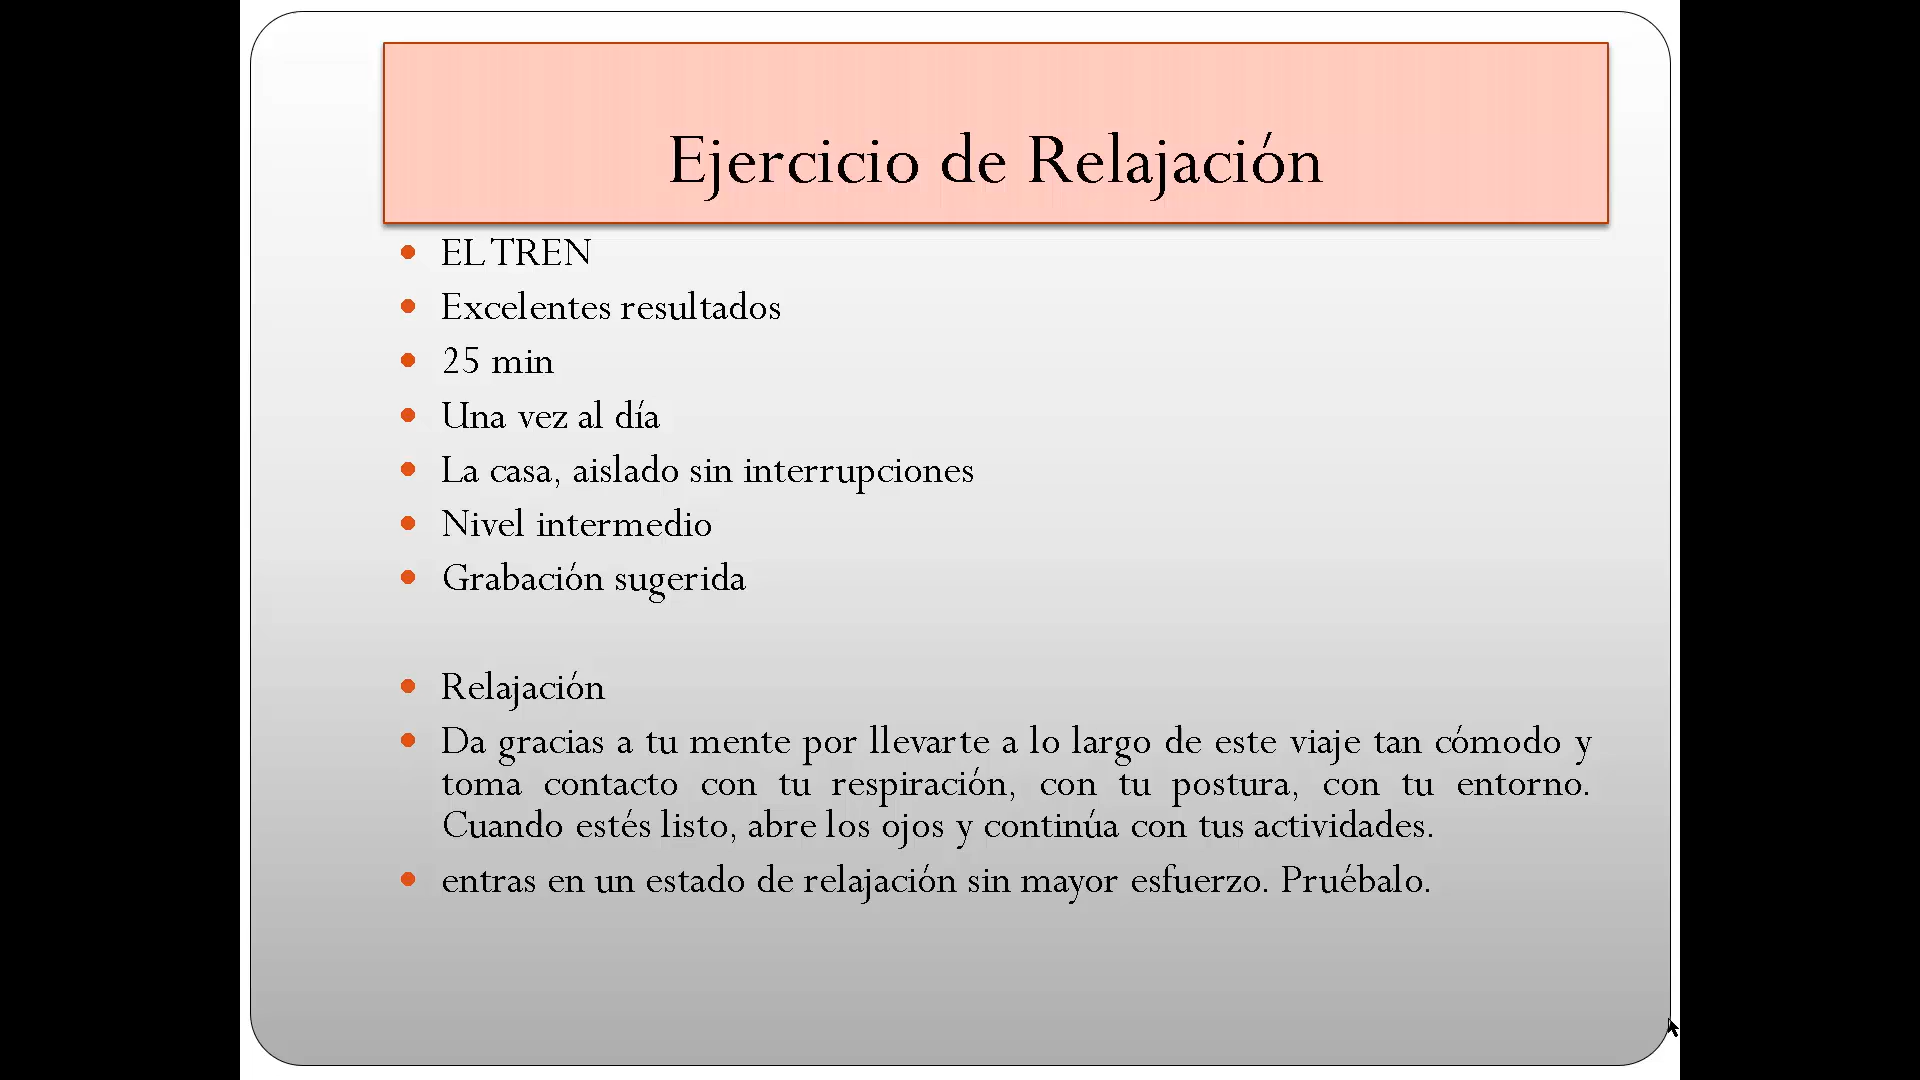 Ejercicio de Relajación
EL TREN
Excelentes resultados
25 min
Una vez al día
La casa, aislado sin interrupciones
Nivel intermedio
Grabación sugerida
Relajación
Da gracias a tu mente por llevarte a lo largo de este viaje tan cómodo y
toma contacto con tu respiración, con tu postura, con tu entorno.
Cuando estés listo, abre los ojos y continúa con tus actividades.
entras en un estado de relajación sin mayor esfuerzo. Pruébalo.